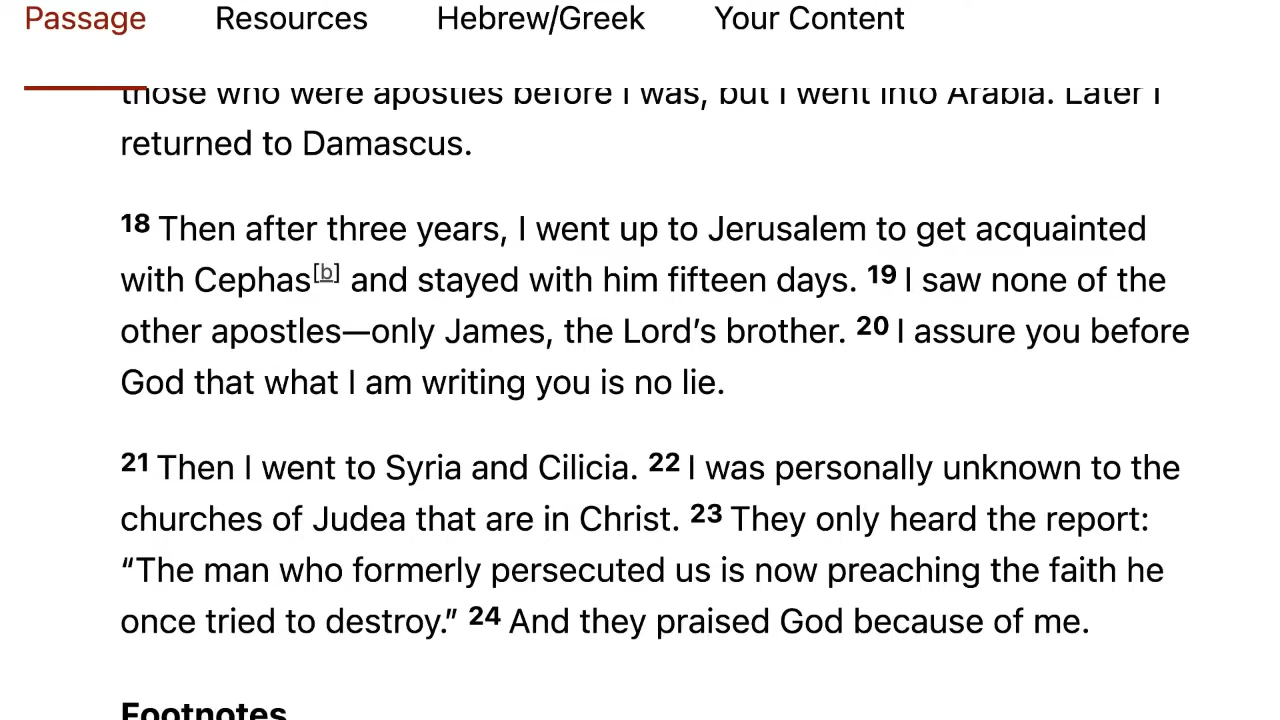 Passage Resources Hebrew/Greek Your Content
those who were apostles before I was, but I went into Arabia. Later I
returned to Damascus.
18 Then after three years, I went up to Jerusalem to get acquainted
with Cephas[b] and stayed with him fifteen days. 19 I saw none of the
other apostles—only James, the Lord’s brother. 20 I assure you before
God that what I am writing you is no lie.
21 Then I went to Syria and Cilicia. 22 I was personally unknown to the
churches of Judea that are in Christ. 23 They only heard the report:
“The man who formerly persecuted us is now preaching the faith he
once tried to destroy.” 24 And they praised God because of me.
Footnotes